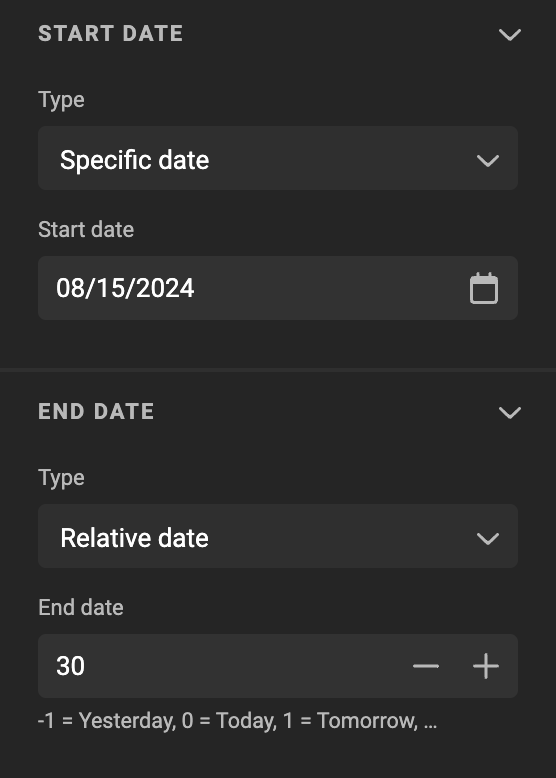 START DATE
Type
Specific date
Start date
08/15/2024
END DATE
Type
Relative date
End date
30
-1 = Yesterday, 0 = Today, 1 = Tomorrow, ...